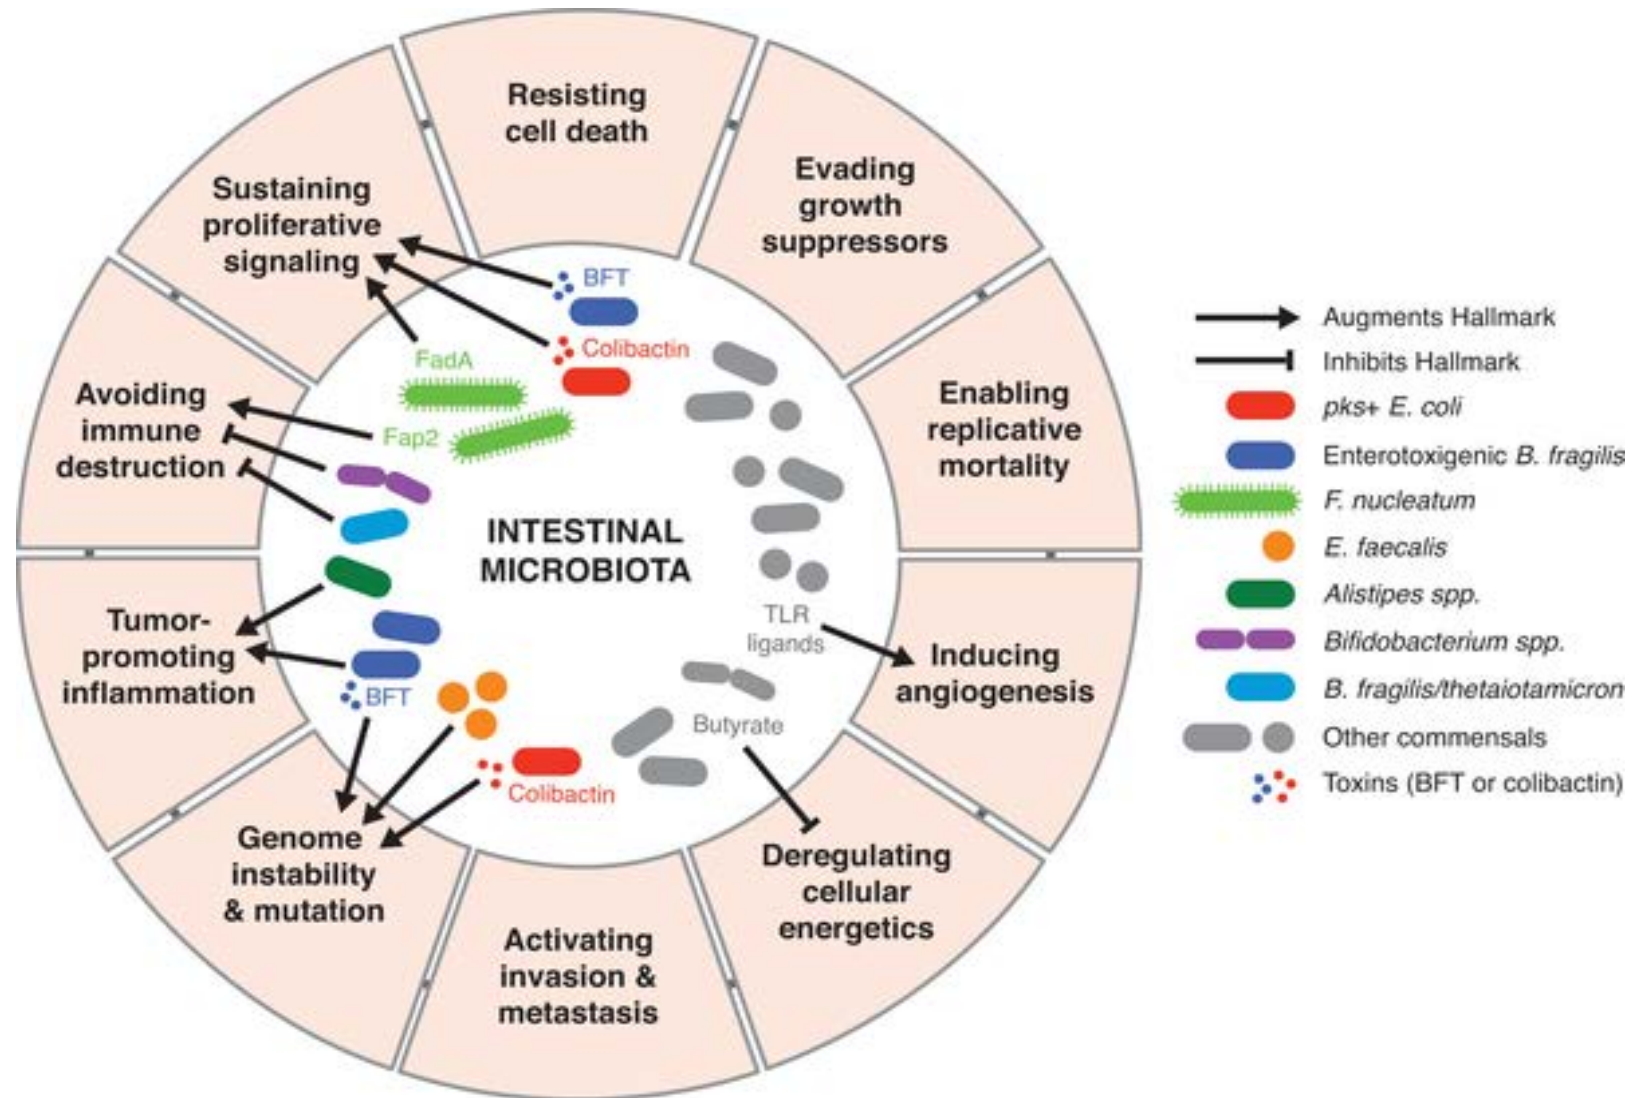 Resisting
cell death
Evading
growth
suppressors
Enabling
replicative
mortality
Inducing
angiogenesis
Deregulating
cellular
energetics
Activating
invasion &
metastasis
Genome
instability
& mutation
Tumor-
promoting
inflammation
Avoiding
immune
destruction
Sustaining
proliferative
signaling
BFT
Colibactin
FadA
Fap2
INTESTINAL
MICROBIOTA
TLR
ligands
Butyrate
BFT
Colibactin
Augments Hallmark
Inhibits Hallmark
pks+ E. coli
Enterotoxigenic B. fragilis
F. nucleatum
E. faecalis
Alistipes spp.
Bifidobacterium spp.
B. fragilis/thetaiotamicron
Other commensals
Toxins (BFT or colibactin)